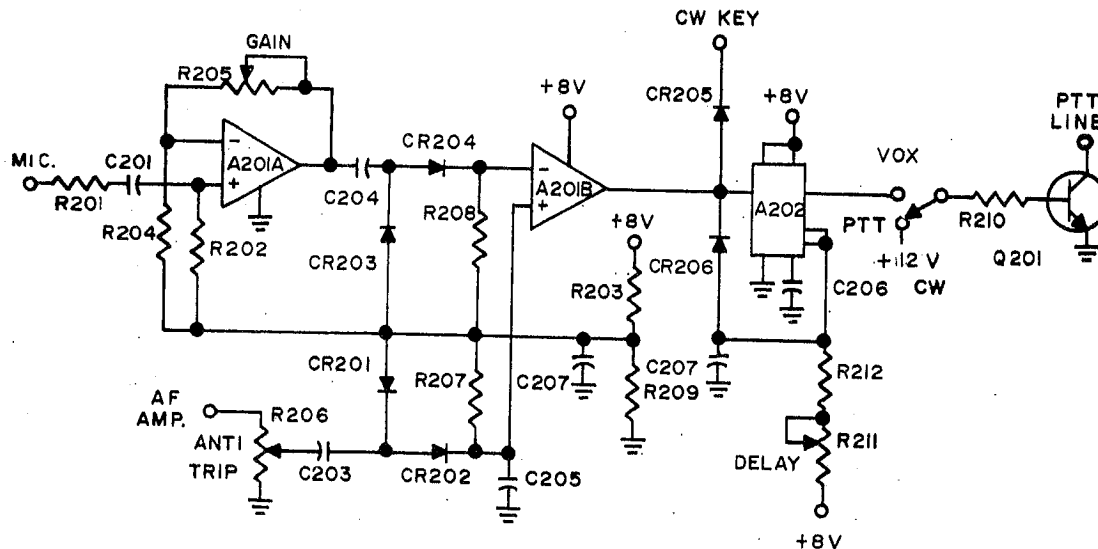 CW KEY
GAIN
R205
+8V
CR205
+8V
PTT
LINE
MIC.
C201
-
A201A
+
CR204
-
A201B
+
VOX
R201
C204
R208
+8V
A202
R204
R202
CR203
CR206
PTT
R210
+12V
CW
Q201
R203
C206
CR201
R207
C207
C207
R209
R212
AF
AMP.
R206
ANTI
TRIP
C203
CR202
C205
DELAY
R211
+8V